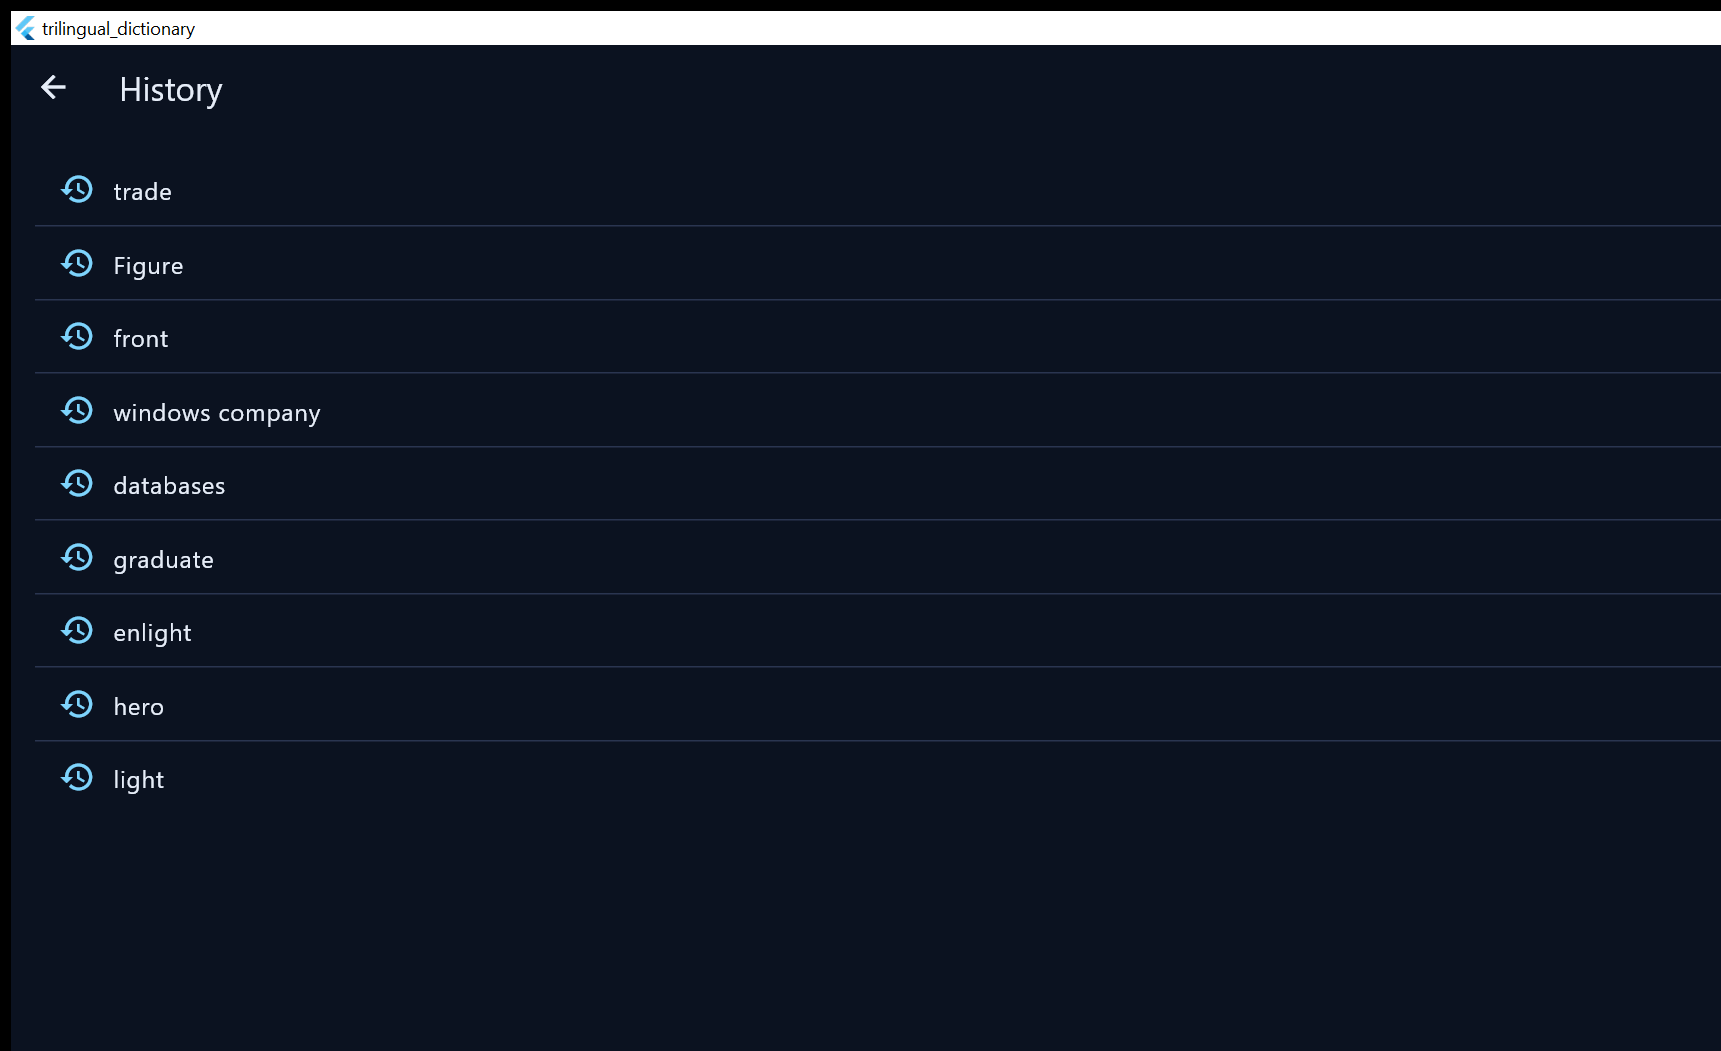 trilingual_dictionary
History
trade
Figure
front
windows company
databases
graduate
enlight
hero
light